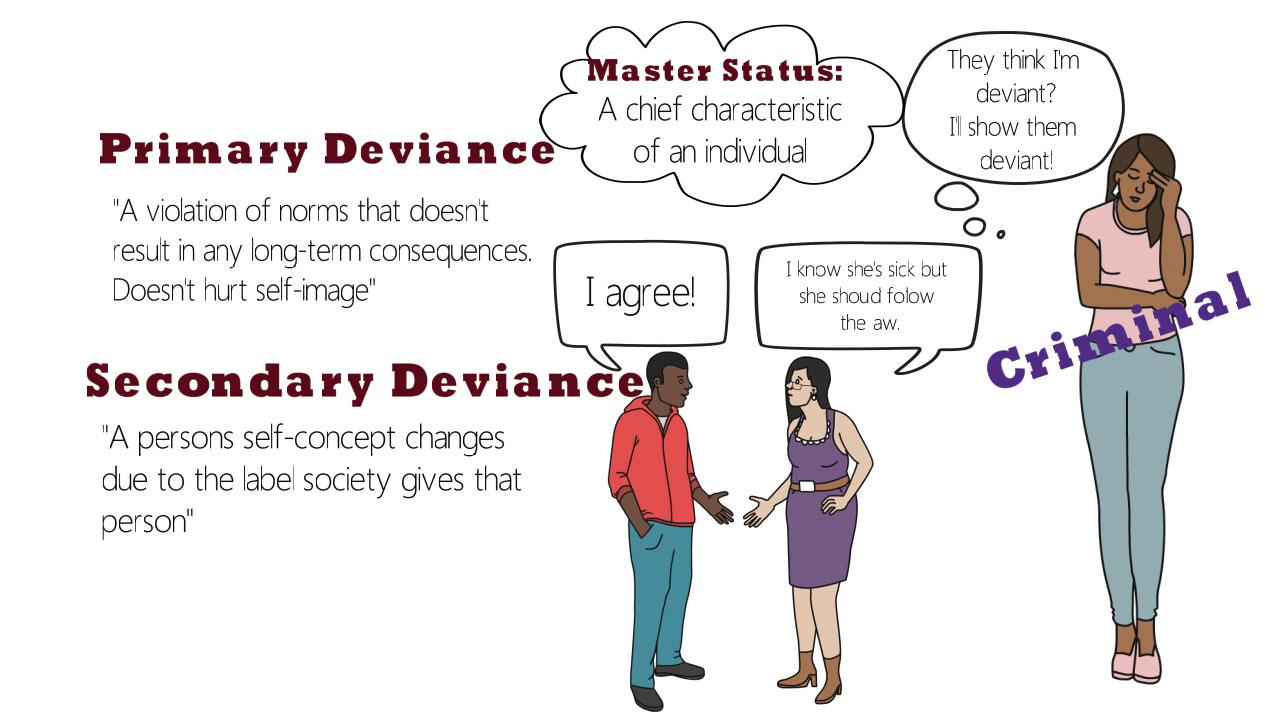 Primary Deviance
"A violation of norms that doesn't
result in any long-term consequences.
Doesn't hurt self-image"
Secondary Deviance
"A persons self-concept changes
due to the label society gives that
person"
Master Status:
A chief characteristic
of an individual
They think I'm
deviant?
I'll show them
deviant!
I agree!
I know she's sick but
she shoud folow
the aw.
Criminal